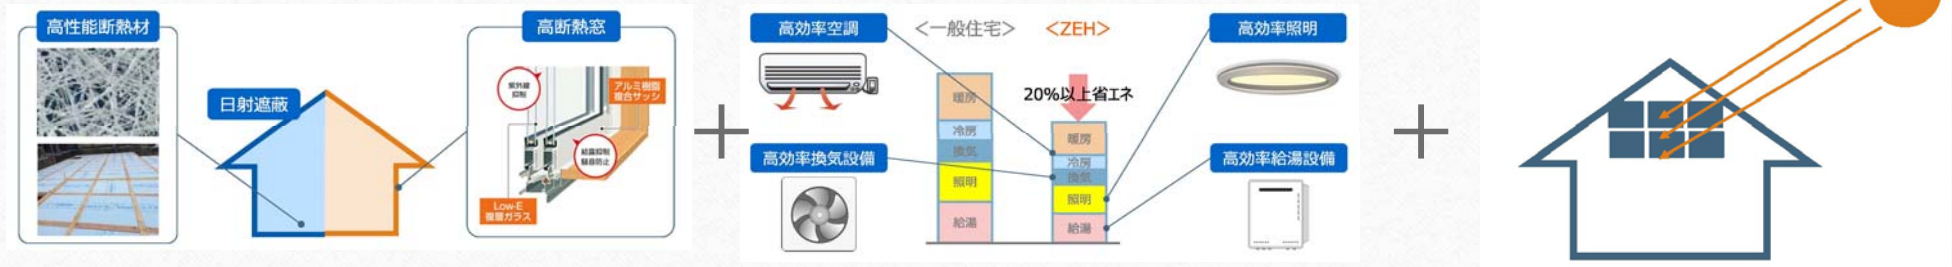 高性能断熱材
日射遮蔽
高断熱窓
紫外線
抑制
アルミ樹脂
複合サッシ
結露抑制
騒音防止
Low-E
複層ガラス
+
高効率空調
<一般住宅>
<ZEH>
高効率照明
20%以上省エネ
暖房
冷房
換気
照明
給湯
暖房
冷房
換気
照明
給湯
高効率換気設備
高効率給湯設備
+